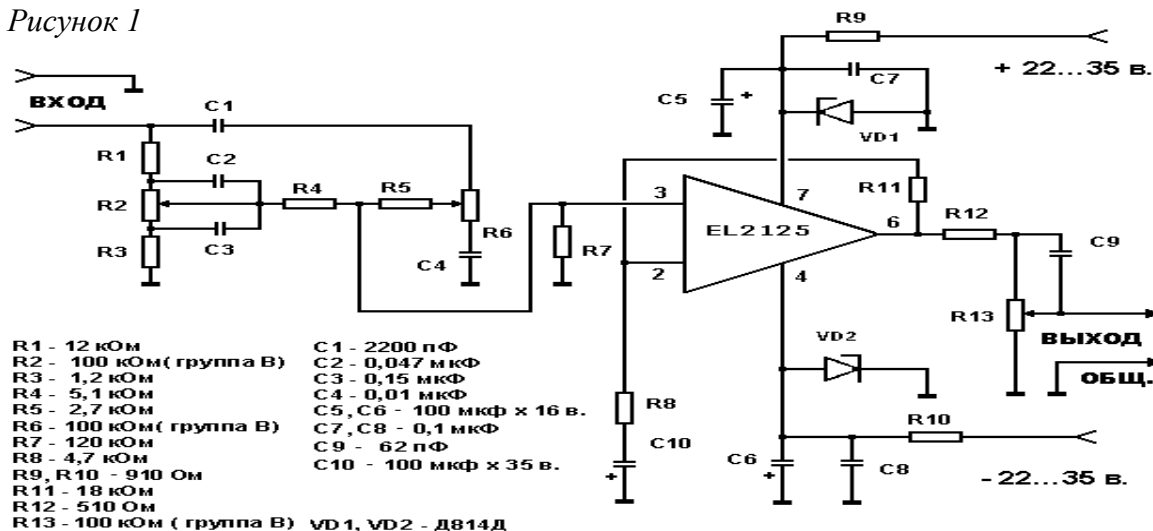 Рисунок 1
ВХОД
C1
R1
C2
R2
R4
R5
C3
R3
R6
C4
R7
3
2
EL2125
7
4
6
R9
+ 22...35 в.
C5
+
C7
VD1
R11
R12
C9
R13
ВЫХОД
ОБЩ.
VD2
R8
C10
+
C6
+
C8
R10
- 22...35 в.
R1 - 12 кОм
R2 - 100 кОм( группа В)
R3 - 1,2 кОм
R4 - 5,1 кОм
R5 - 2,7 кОм
R6 - 100 кОм( группа В)
R7 - 120 кОм
R8 - 4,7 кОм
R9, R10 - 910 Ом
R11 - 18 кОм
R12 - 510 Ом
R13 - 100 кОм ( группа В)
C1 - 2200 пФ
C2 - 0,047 мкФ
C3 - 0,15 мкФ
C4 - 0,01 мкФ
C5, C6 - 100 мкф х 16 в.
C7, C8 - 0,1 мкФ
C9 - 62 пФ
C10 - 100 мкф х 35 в.
VD1, VD2 - Д814Д